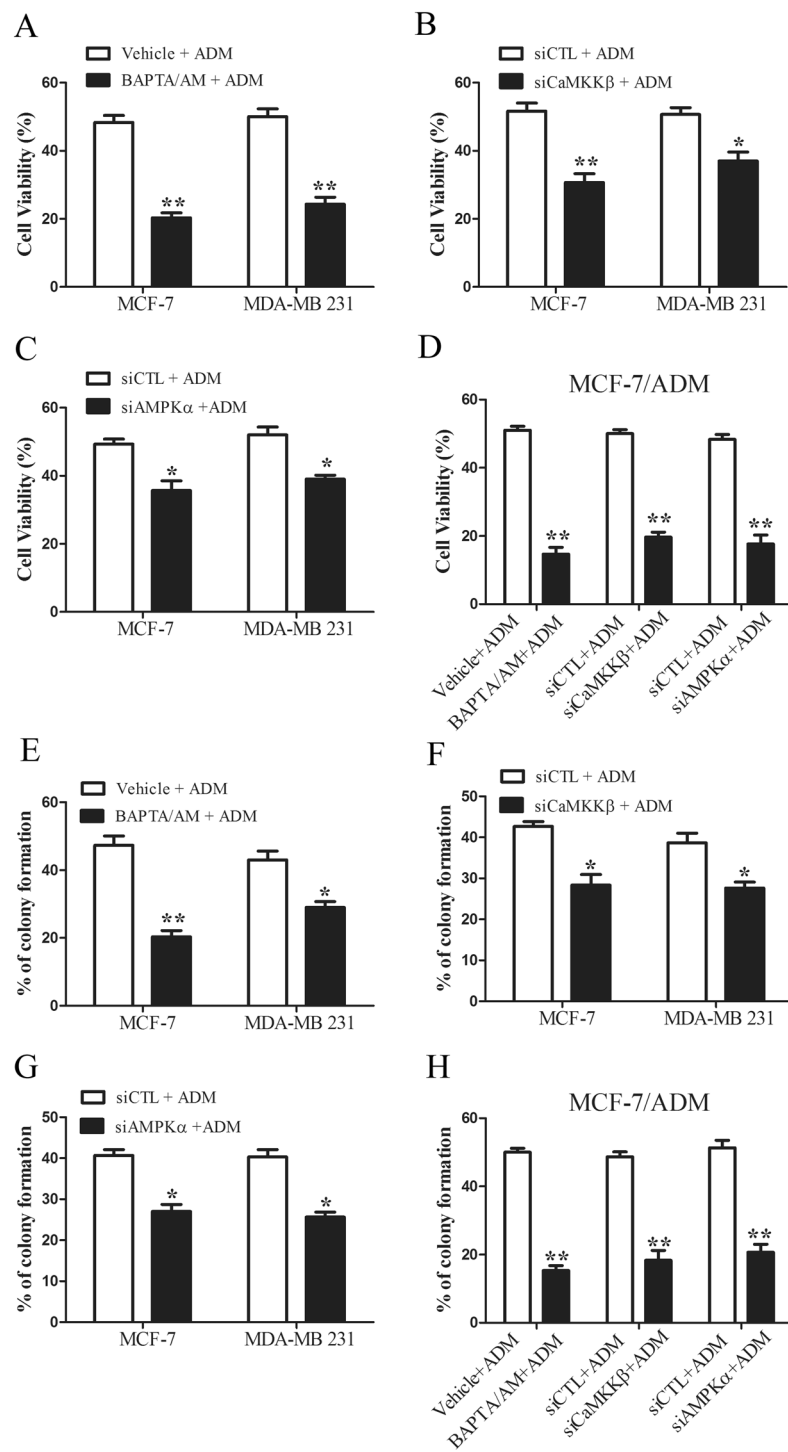 A
Vehicle + ADM
BAPTA/AM + ADM
60
40
20
0
Cell Viability (%)
**
**
MCF-7
MDA-MB 231
B
siCTL + ADM
siCaMKKβ + ADM
60
40
20
0
Cell Viability (%)
**
*
MCF-7
MDA-MB 231
C
siCTL + ADM
siAMPKα +ADM
60
40
20
0
Cell Viability (%)
*
*
MCF-7
MDA-MB 231
D
MCF-7/ADM
60
40
20
0
Cell Viability (%)
**
**
**
Vehicle+ADM
BAPTA/AM+ADM
siCTL+ADM
siCaMKKβ+ADM
siCTL+ADM
siAMPKα+ADM
E
Vehicle + ADM
BAPTA/AM + ADM
60
40
20
0
% of colony formation
**
*
MCF-7
MDA-MB 231
F
siCTL + ADM
siCaMKKβ + ADM
50
40
30
20
10
0
% of colony formation
*
*
MCF-7
MDA-MB 231
G
siCTL + ADM
siAMPKα +ADM
50
40
30
20
10
0
% of colony formation
*
*
MCF-7
MDA-MB 231
H
MCF-7/ADM
60
40
20
0
% of colony formation
**
**
**
Vehicle+ADM
BAPTA/AM+ADM
siCTL+ADM
siCaMKKβ+ADM
siCTL+ADM
siAMPKα+ADM